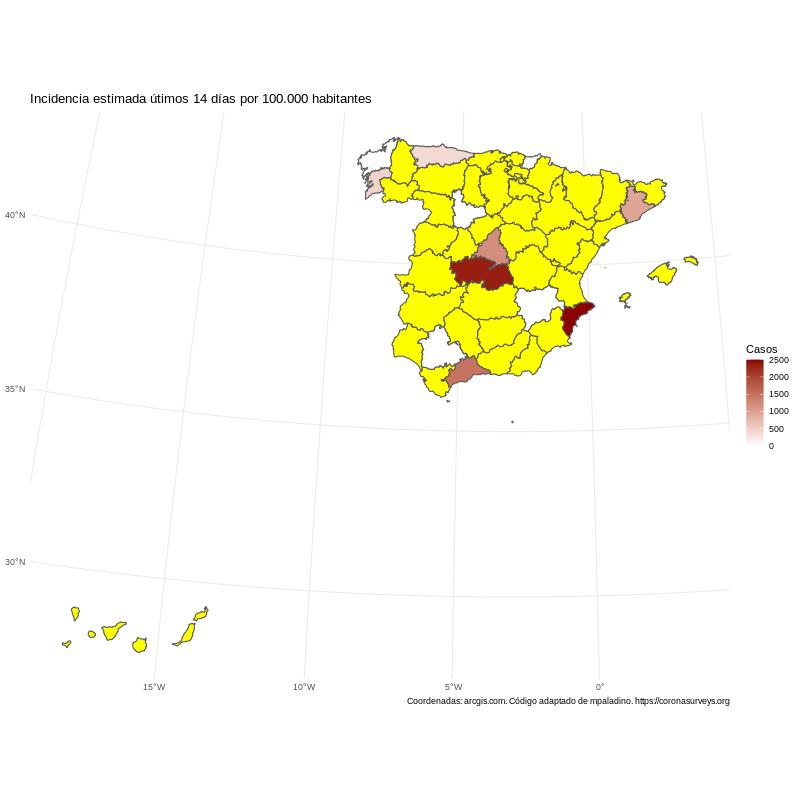 Incidencia estimada útimos 14 días por 100.000 habitantes
40°N
35°N
30°N
15°W
10°W
5°W
0°
Casos
2500
2000
1500
1000
500
0
Coordenadas: arcgis.com. Código adaptado de mpaladino. https://coronasurveys.org